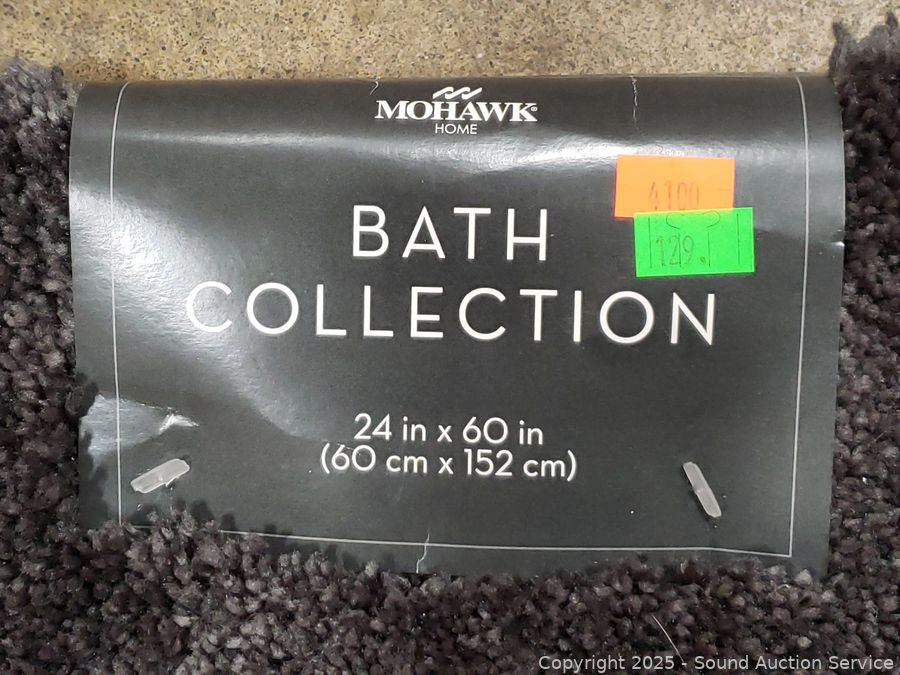 MOHAWK®
HOME
4100
129.
BATH
COLLECTION
24 in x 60 in
(60 cm x 152 cm)
Copyright 2025 - Sound Auction Service